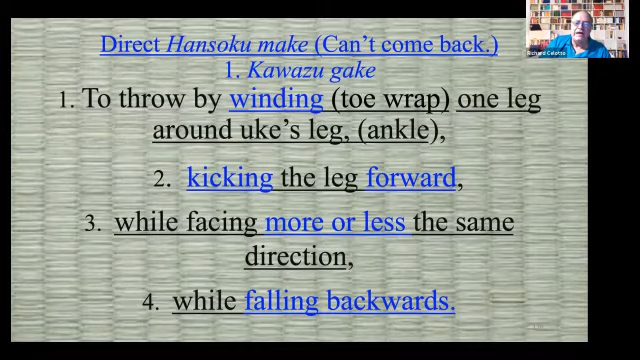 Direct Hansoku make (Can't come back.)
1. Kawazu gake
1. To throw by winding (toe wrap) one leg
around uke's leg, (ankle),
2. kicking the leg forward,
3. while facing more or less the same
direction,
4. while falling backwards.
Richard Celotto